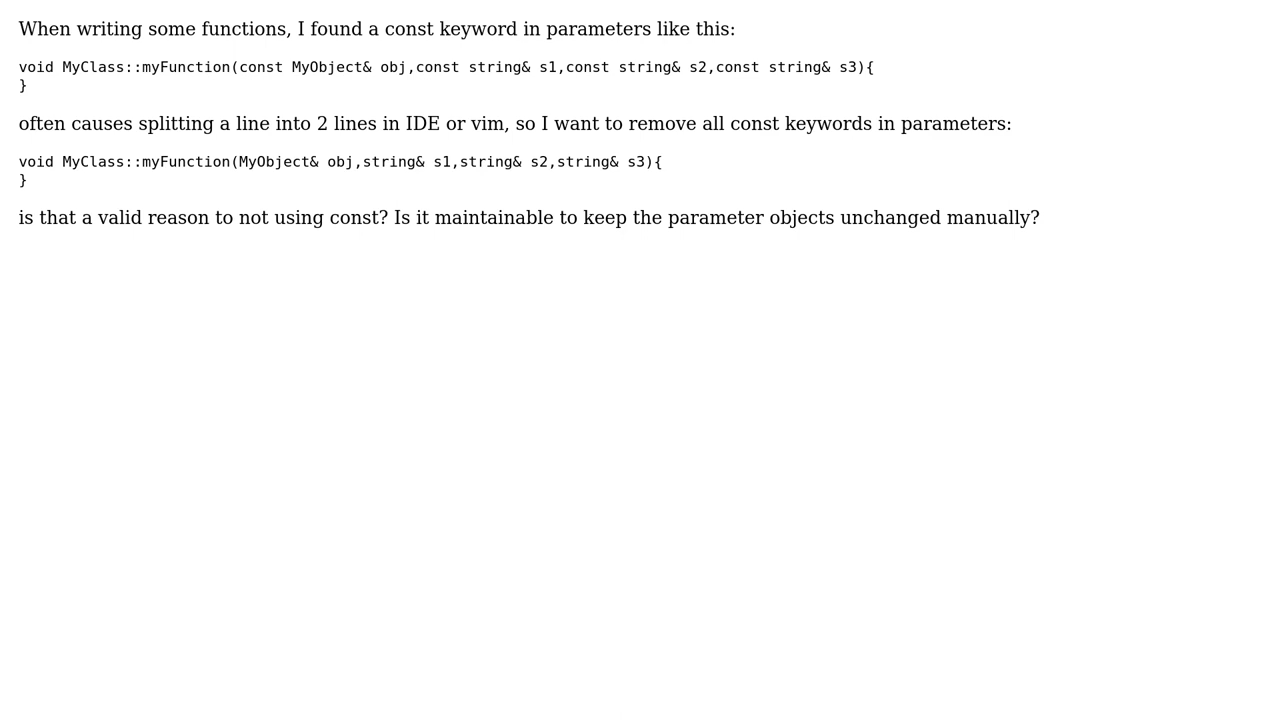 When writing some functions, I found a const keyword in parameters like this:
void MyClass::myFunction(const MyObject& obj,const string& s1,const string& s2,const string& s3){
}
often causes splitting a line into 2 lines in IDE or vim, so I want to remove all const keywords in parameters:
void MyClass::myFunction(MyObject& obj,string& s1,string& s2,string& s3){
}
is that a valid reason to not using const? Is it maintainable to keep the parameter objects unchanged manually?